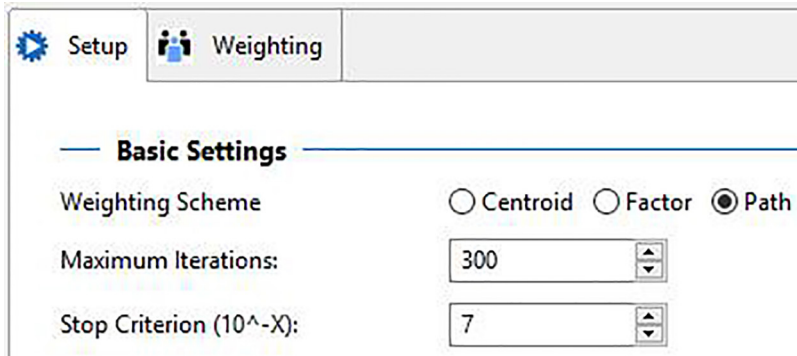 Setup Weighting
Basic Settings
Weighting Scheme Centroid Factor Path
Maximum Iterations: 300
Stop Criterion (10^-X): 7